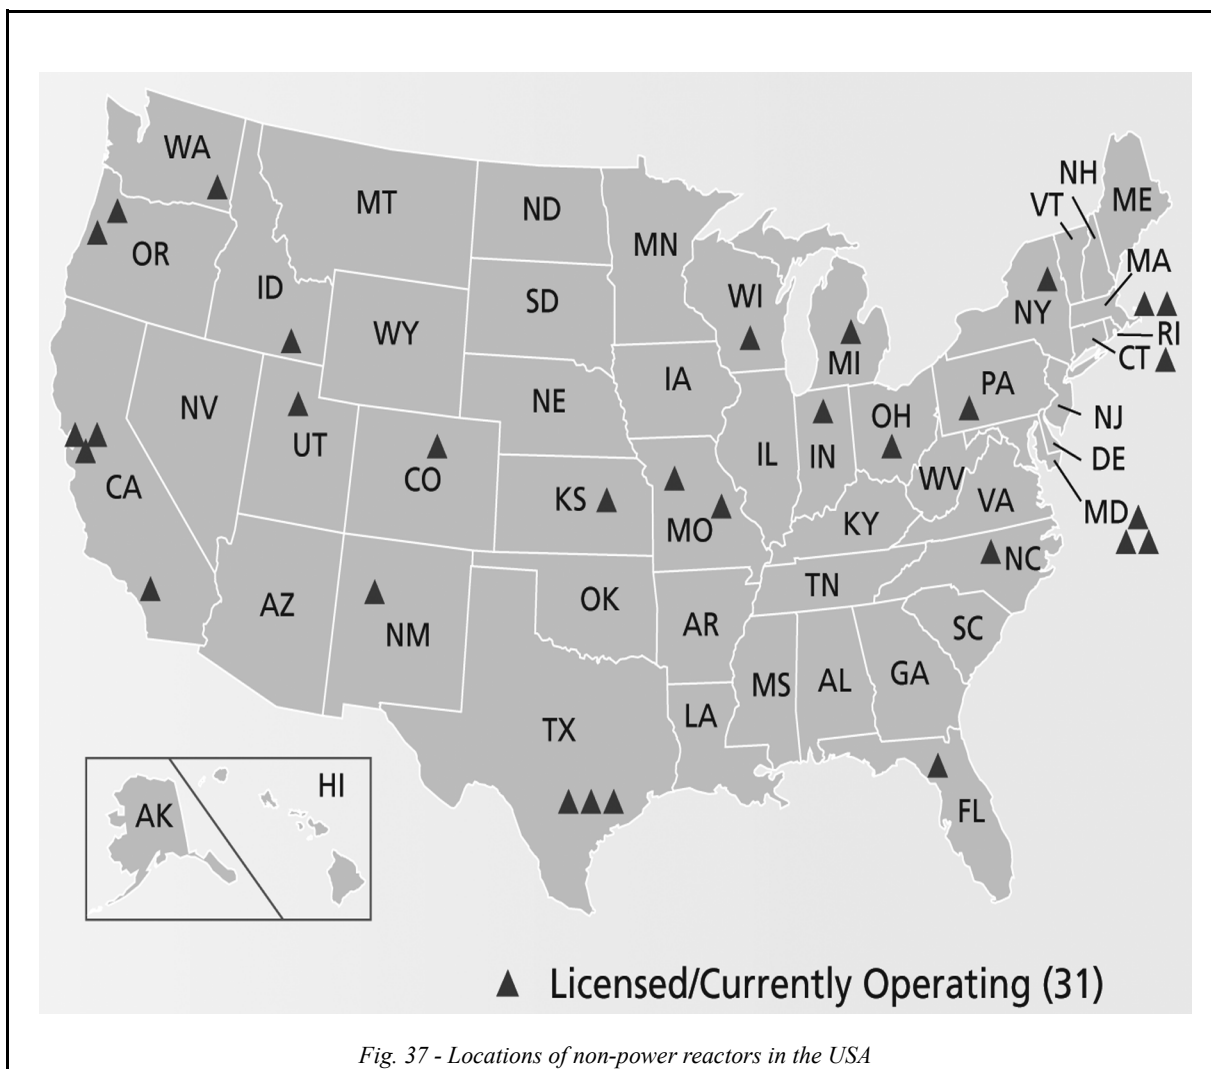 WA
MT
ND
MN
NH
VT
ME
MA
OR
ID
WY
SD
WI
MI
NY
RI
CT
NV
UT
CO
NE
IA
PA
NJ
OH
IL
IN
DE
CA
KS
MO
WV
VA
MD
KY
AZ
NM
OK
AR
TN
NC
SC
MS
AL
GA
TX
LA
FL
AK
HI
Licensed/Currently Operating (31)
Fig. 37 - Locations of non-power reactors in the USA